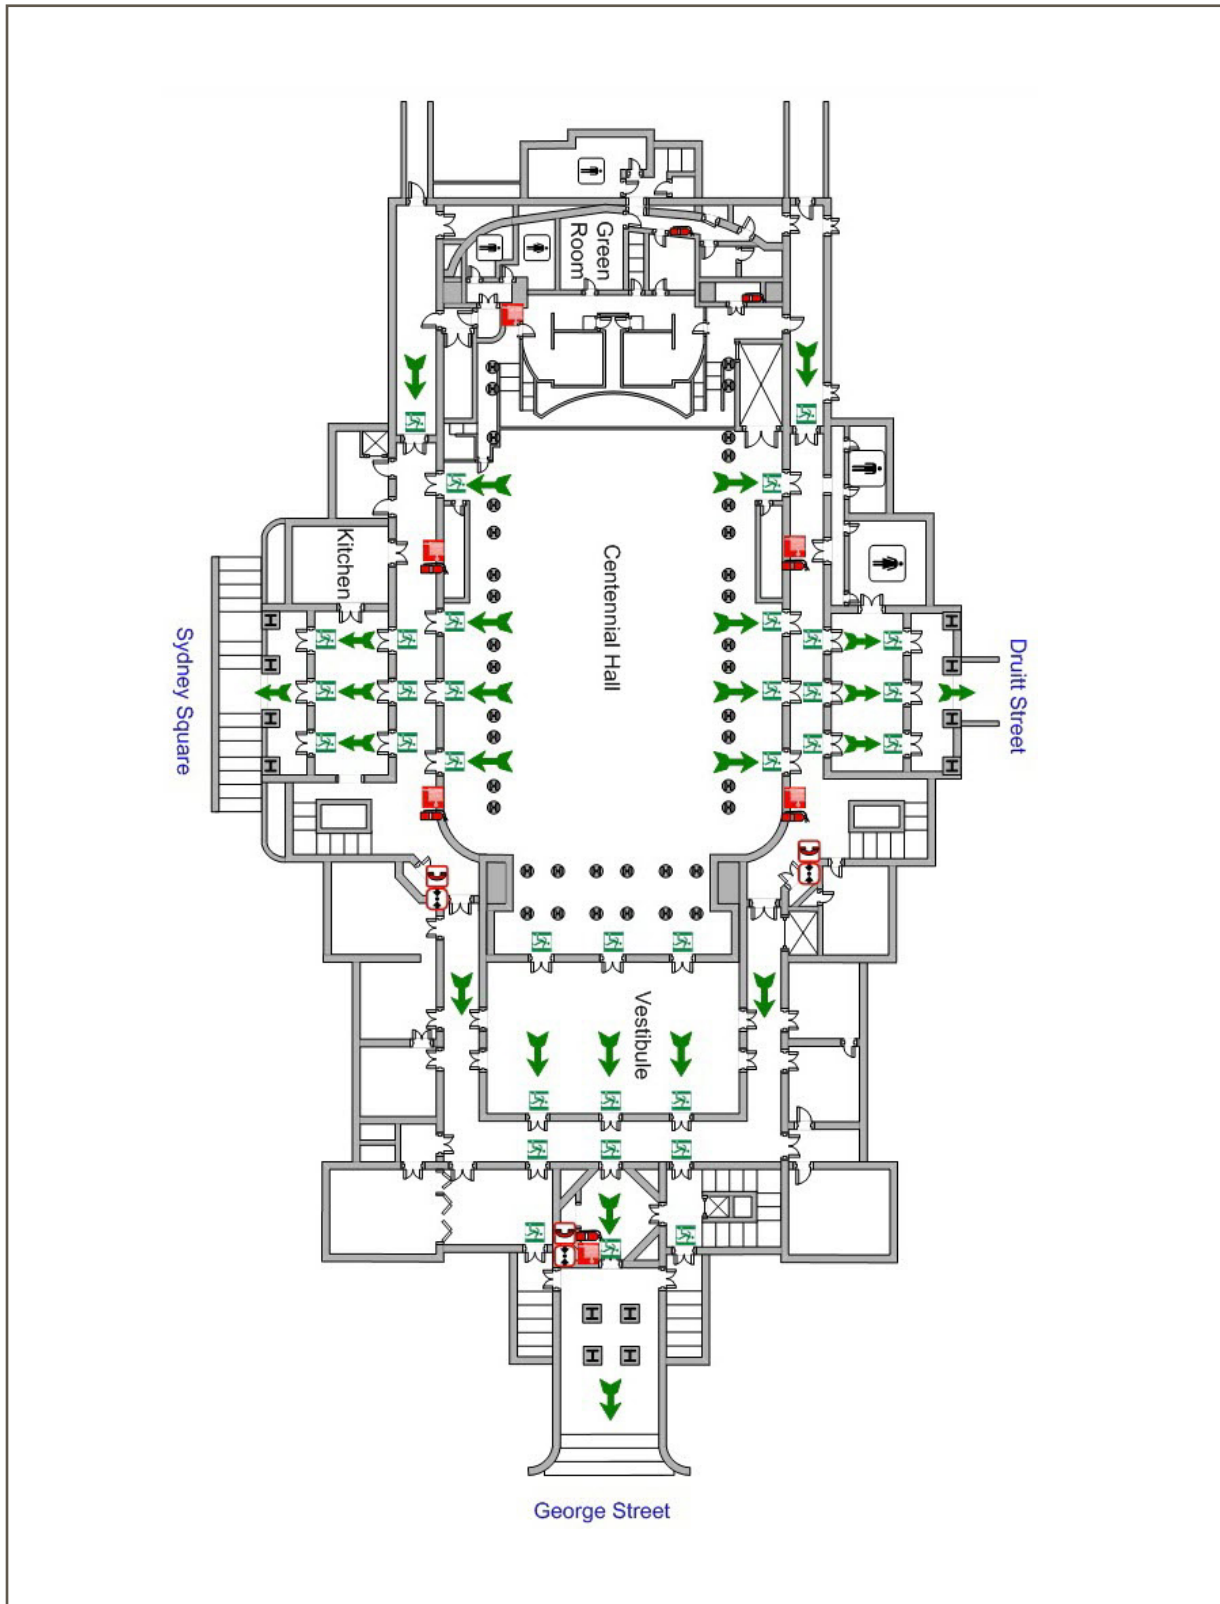 Green
Room
Kitchen
Centennial Hall
Sydney Square
Druitt Street
Vestibule
George Street